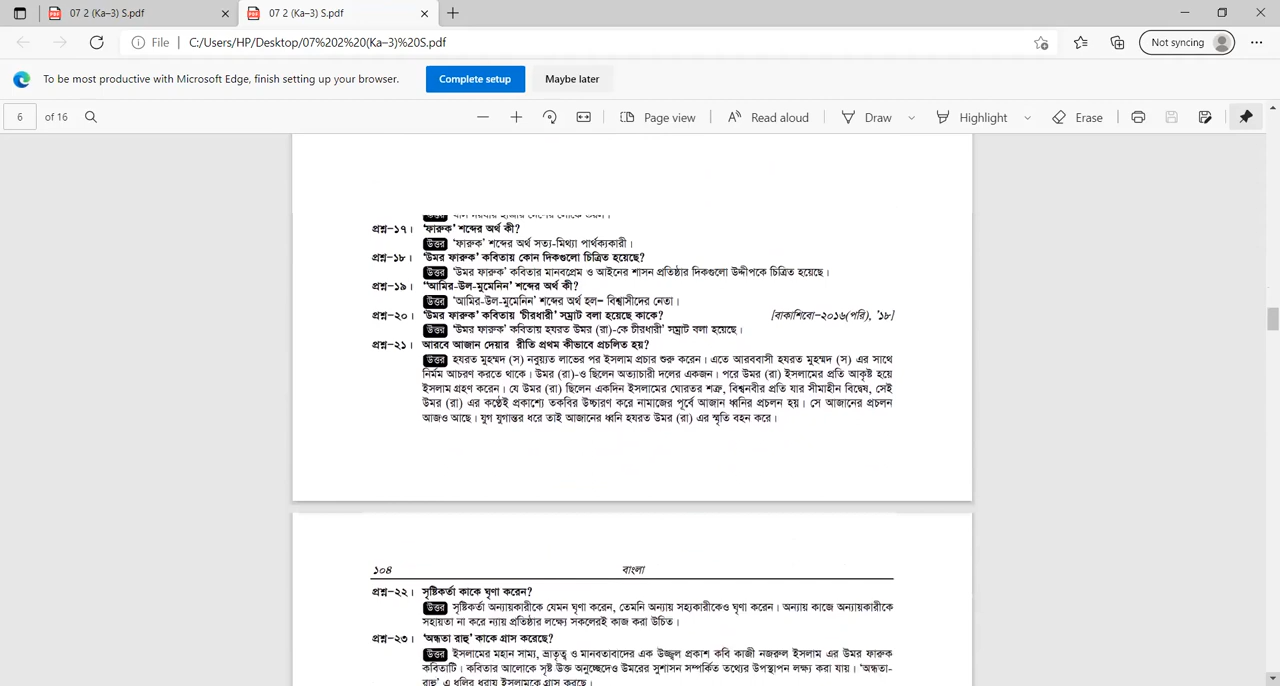 07 2 (Ka–3) S.pdf
07 2 (Ka–3) S.pdf
File C:/Users/HP/Desktop/07%202%20(Ka–3)%20S.pdf
Not syncing
To be most productive with Microsoft Edge, finish setting up your browser. Complete setup Maybe later
6 of 16 Page view Read aloud Draw Highlight Erase
প্রশ্ন-১৭। ‘ফারুক’ শব্দের অর্থ কী?
উত্তর ‘ফারুক’ শব্দের অর্থ সত্য-মিথ্যা পার্থক্যকারী।
প্রশ্ন-১৮। ‘উমর ফারুক’ কবিতায় কোন দিকগুলো চিত্রিত হয়েছে?
উত্তর ‘উমর ফারুক’ কবিতার মানবপ্রেম ও আইনের শাসন প্রতিষ্ঠার দিকগুলো উদ্দীপকে চিত্রিত হয়েছে।
প্রশ্ন-১৯। “আমির-উল-মুমেনিন’ শব্দের অর্থ কী?
উত্তর ‘আমির-উল-মুমেনিন’ শব্দের অর্থ হল– বিশ্বাসীদের নেতা।
প্রশ্ন-২০। ‘উমর ফারুক’ কবিতায় ‘চীরধারী’ সম্রাট বলা হয়েছে কাকে? [বাকাশিবো-২০১৬(পরি), '১৮]
উত্তর ‘উমর ফারুক’ কবিতায় হযরত উমর (রা)-কে চীরধারী’ সম্রাট বলা হয়েছে।
প্রশ্ন-২১। আরবে আজান দেয়ার রীতি প্রথম কীভাবে প্রচলিত হয়?
উত্তর হযরত মুহম্মদ (স) নবুয়্যত লাভের পর ইসলাম প্রচার শুরু করেন। এতে আরববাসী হযরত মুহম্মদ (স) এর সাথে
নির্মম আচরণ করতে থাকে। উমর (রা)-ও ছিলেন অত্যাচারী দলের একজন। পরে উমর (রা) ইসলামের প্রতি আকৃষ্ট হয়ে
ইসলাম গ্রহণ করেন। যে উমর (রা) ছিলেন একদিন ইসলামের ঘোরতর শত্রু, বিশ্বনবীর প্রতি যার সীমাহীন বিদ্বেষ, সেই
উমর (রা) এর কণ্ঠেই প্রকাশ্যে তকবির উচ্চারণ করে নামাজের পূর্বে আজান ধ্বনির প্রচলন হয়। সে আজানের প্রচলন
আজও আছে। যুগ যুগান্তর ধরে তাই আজানের ধ্বনি হযরত উমর (রা) এর স্মৃতি বহন করে।
১০৪ বাংলা
প্রশ্ন-২২। সৃষ্টিকর্তা কাকে ঘৃণা করেন?
উত্তর সৃষ্টিকর্তা অন্যায়কারীকে যেমন ঘৃণা করেন, তেমনি অন্যায় সহ্যকারীকেও ঘৃণা করেন। অন্যায় কাজে অন্যায়কারীকে
সহায়তা না করে ন্যায় প্রতিষ্ঠার লক্ষ্যে সকলেরই কাজ করা উচিত।
প্রশ্ন-২৩। ‘অন্ধতা রাহু’ কাকে গ্রাস করেছে?
উত্তর ইসলামের মহান সাম্য, ভ্রাতৃত্ব ও মানবতাবাদের এক উজ্জ্বল প্রকাশ কবি কাজী নজরুল ইসলাম এর উমর ফারুক
কবিতাটি। কবিতার আলোকে সৃষ্ট উক্ত অনুচ্ছেদেও উমরের সুশাসন সম্পর্কিত তথ্যের উপস্থাপন লক্ষ্য করা যায়। ‘অন্ধতা-